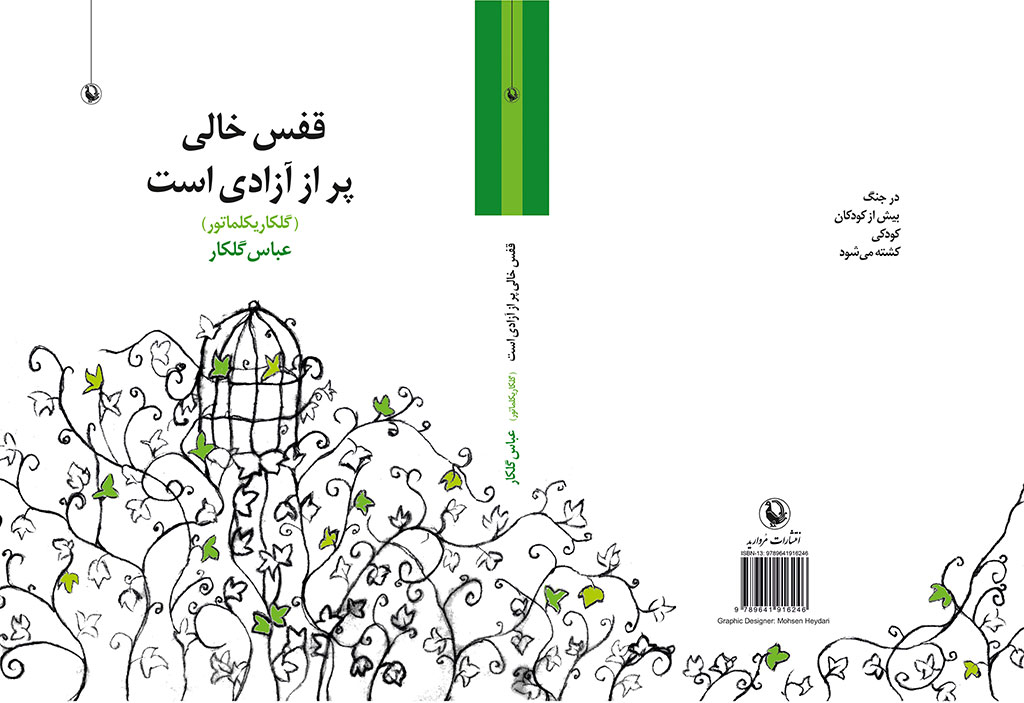 قفس خالی
پر از آزادی است
(گلکاریکلماتور)
عباس گلکار
قفس خالی پر از آزادی است (گلکاریکلماتور) عباس گلکار
در جنگ
بیش از کودکان
کودکی
کشته می‌شود
انتشارات مروارید
ISBN-13: 9789641916246
9 789641 916246
Graphic Designer: Mohsen Heydari